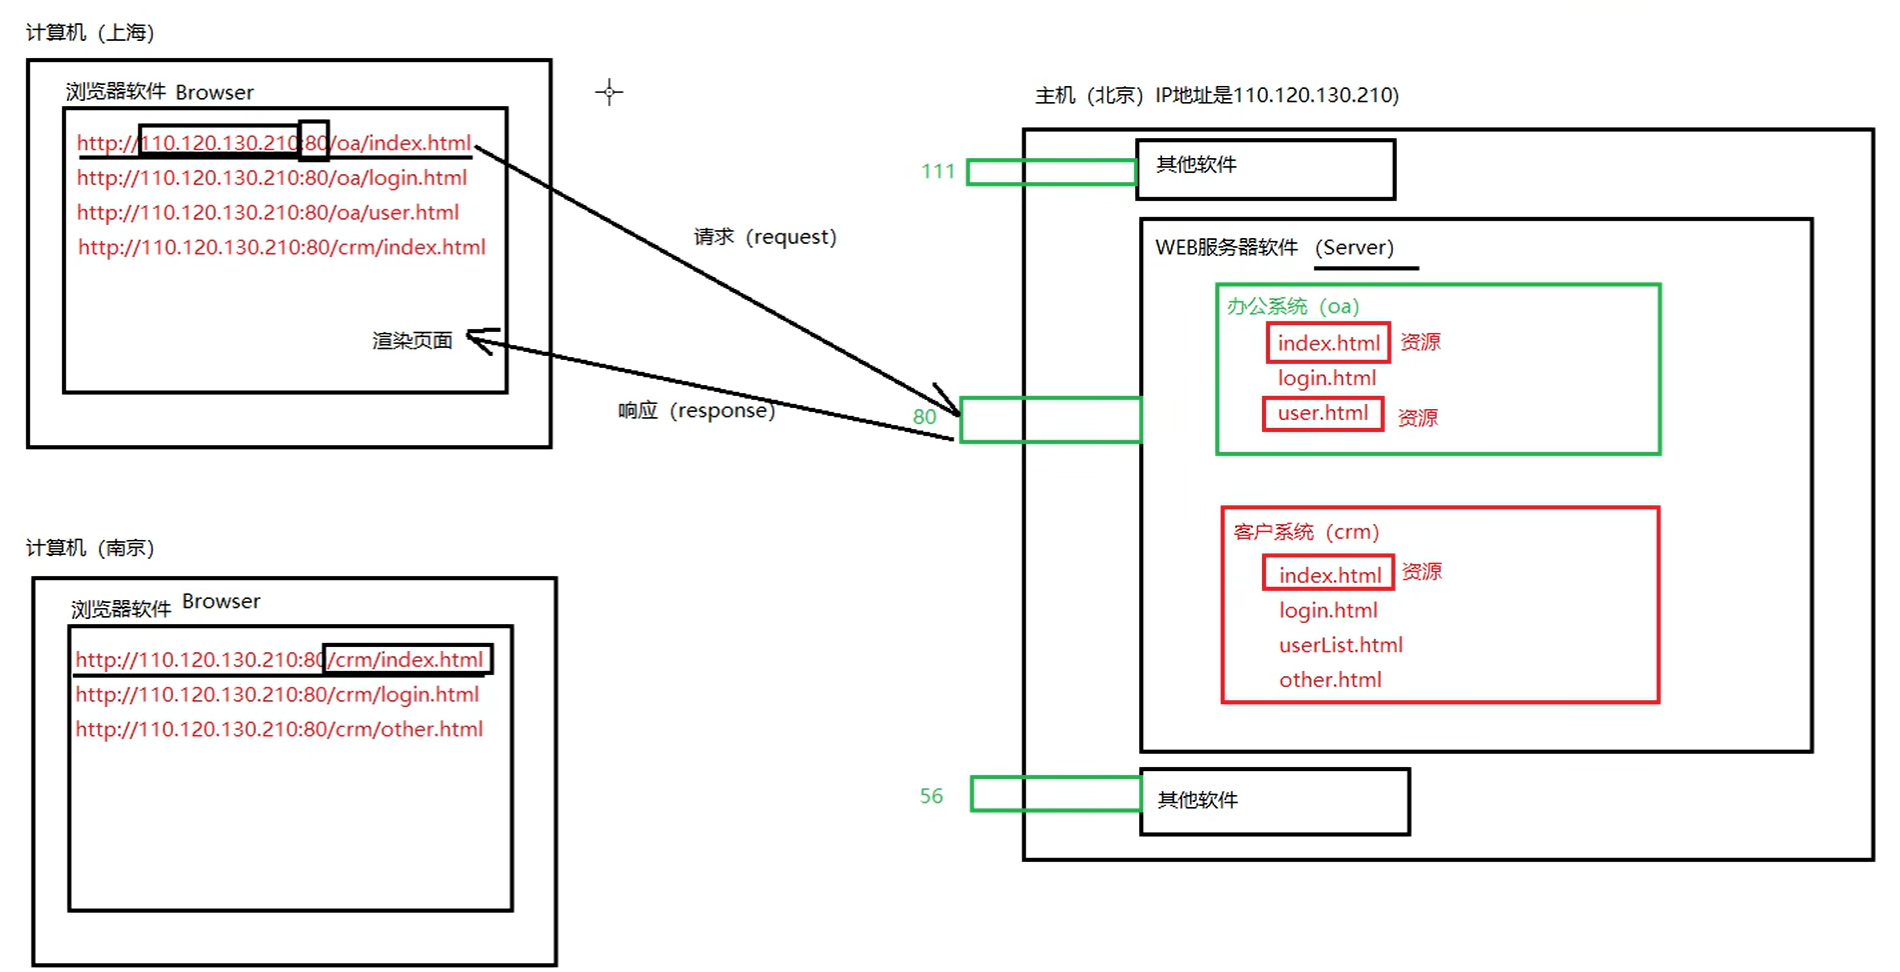 计算机（上海）
浏览器软件 Browser
http://110.120.130.210:80/oa/index.html
http://110.120.130.210:80/oa/login.html
http://110.120.130.210:80/oa/user.html
http://110.120.130.210:80/crm/index.html
渲染页面
请求（request）
响应（response）
计算机（南京）
浏览器软件 Browser
http://110.120.130.210:80/crm/index.html
http://110.120.130.210:80/crm/login.html
http://110.120.130.210:80/crm/other.html
主机（北京）IP地址是110.120.130.210)
111
其他软件
WEB服务器软件 （Server）
办公系统（oa）
index.html 资源
login.html
user.html 资源
80
客户系统（crm）
index.html 资源
login.html
userList.html
other.html
56
其他软件